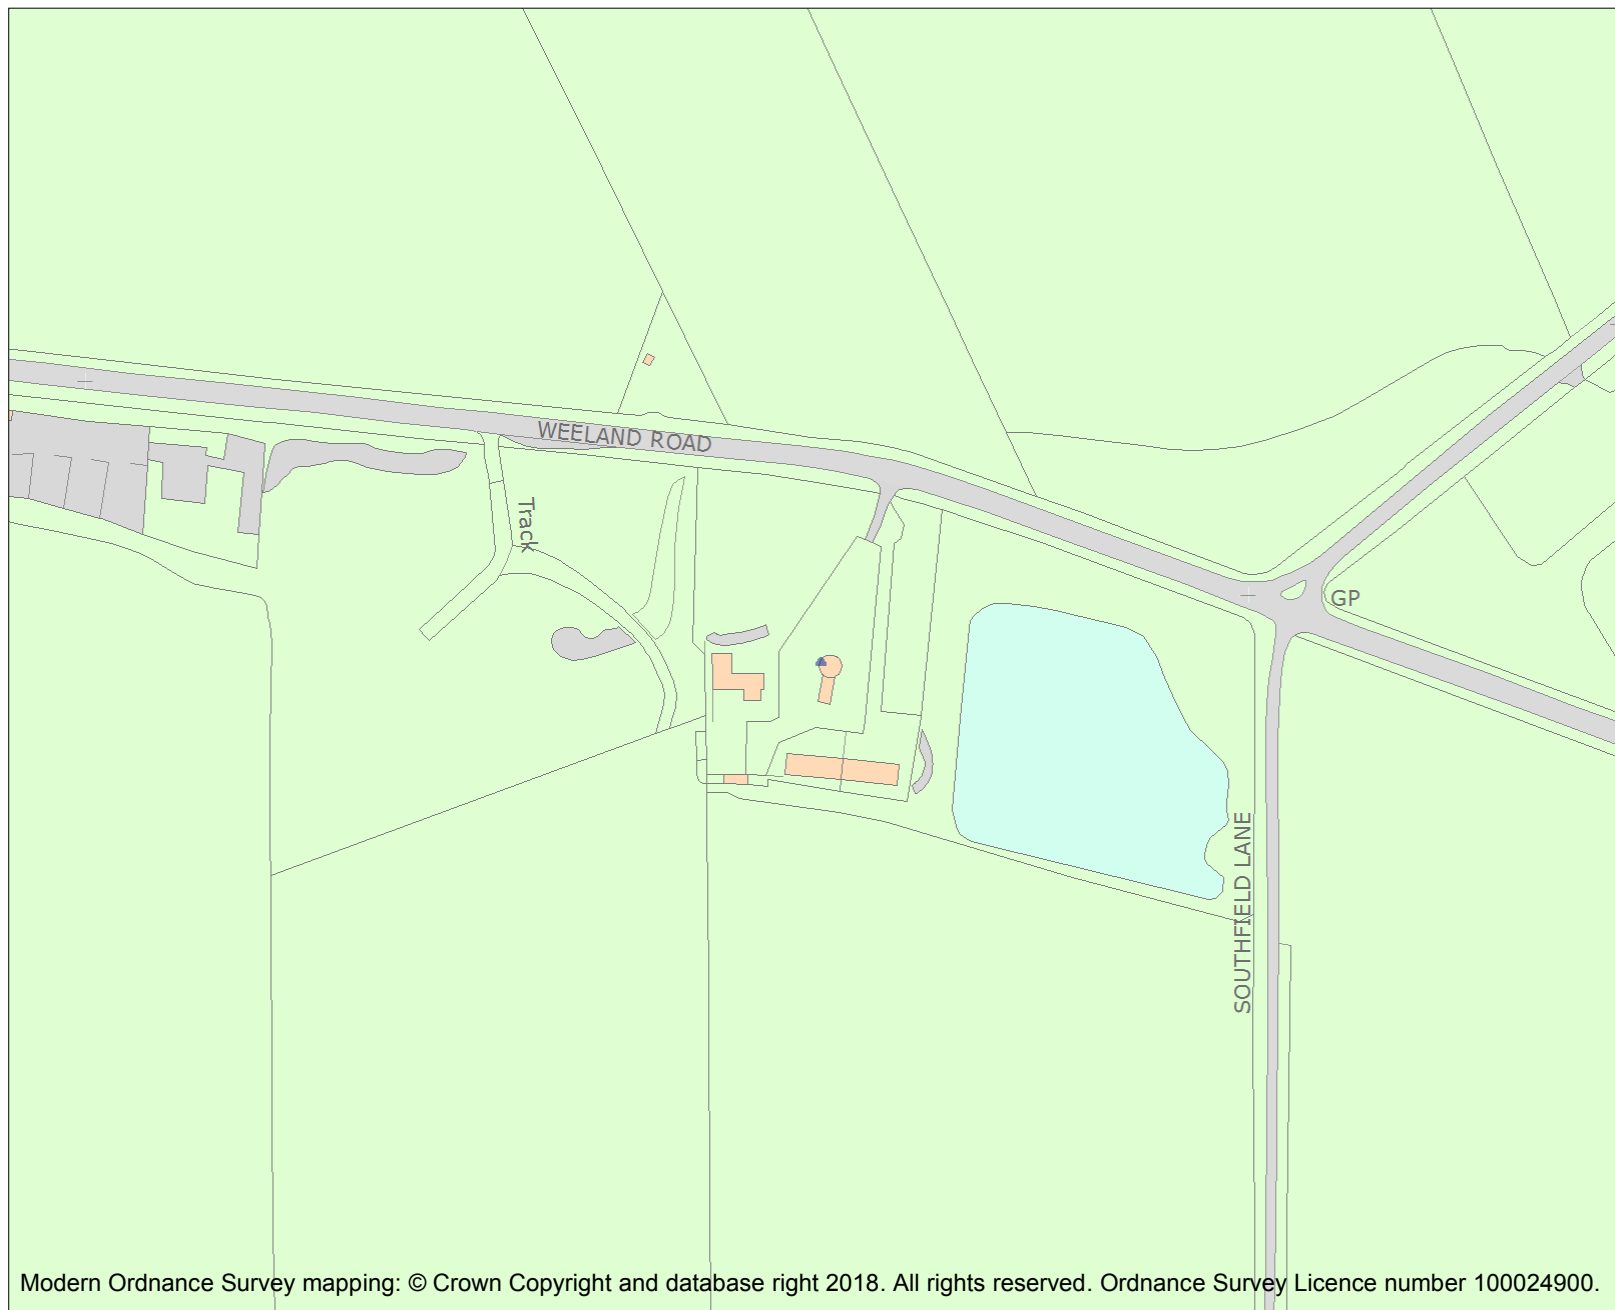 WEELAND ROAD
Track
GP
SOUTHFIELD LANE
Modern Ordnance Survey mapping: © Crown Copyright and database right 2018. All rights reserved. Ordnance Survey Licence number 100024900.